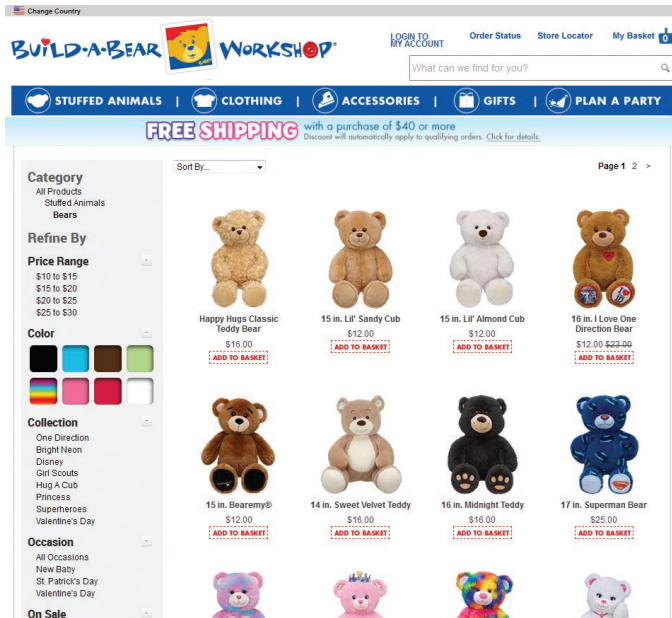 Change Country
BUILD-A-BEAR WORKSHOP®
LOGIN TO
MY ACCOUNT
Order Status
Store Locator
My Basket
0
What can we find for you?
STUFFED ANIMALS | CLOTHING | ACCESSORIES | GIFTS | PLAN A PARTY
FREE SHIPPING with a purchase of $40 or more
Discount will automatically apply to qualifying orders. Click for details.
Category
All Products
Stuffed Animals
Bears
Refine By
Price Range
$10 to $15
$15 to $20
$20 to $25
$25 to $30
Color
Collection
One Direction
Bright Neon
Disney
Girl Scouts
Hug A Cub
Princess
Superheroes
Valentine's Day
Occasion
All Occasions
New Baby
St. Patrick's Day
Valentine's Day
On Sale
Sort By...
Page 1 2 >
Happy Hugs Classic
Teddy Bear
$16.00
ADD TO BASKET
15 in. Lil' Sandy Cub
$12.00
ADD TO BASKET
15 in. Lil' Almond Cub
$12.00
ADD TO BASKET
16 in. I Love One
Direction Bear
$12.00 $23.00
ADD TO BASKET
15 in. Bearemy®
$12.00
ADD TO BASKET
14 in. Sweet Velvet Teddy
$16.00
ADD TO BASKET
16 in. Midnight Teddy
$16.00
ADD TO BASKET
17 in. Superman Bear
$25.00
ADD TO BASKET